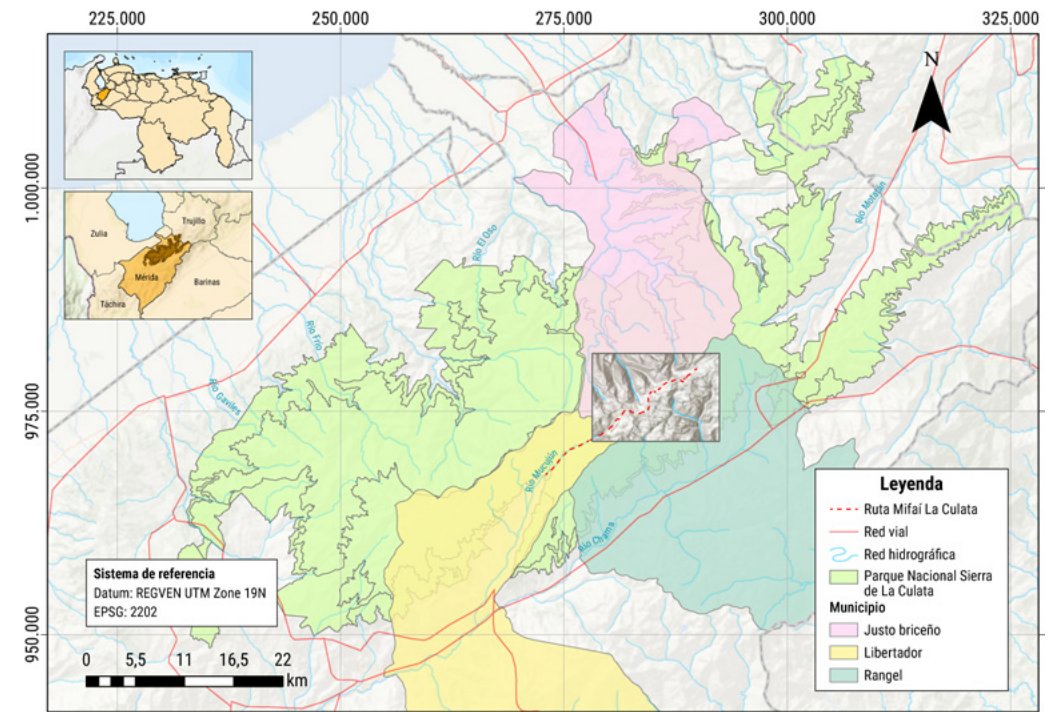 225.000 250.000 275.000 300.000 325.000
1.000.000
975.000
950.000
N
Zulia
Trujillo
Mérida
Barinas
Táchira
Río El Oso
Río Motatán
Río Frío
Río Gaviles
Río Mucujún
Río Chama
Sistema de referencia
Datum: REGVEN UTM Zone 19N
EPSG: 2202
0 5,5 11 16,5 22
km
Leyenda
Ruta Mifaí La Culata
Red vial
Red hidrográfica
Parque Nacional Sierra
de La Culata
Municipio
Justo briceño
Libertador
Rangel